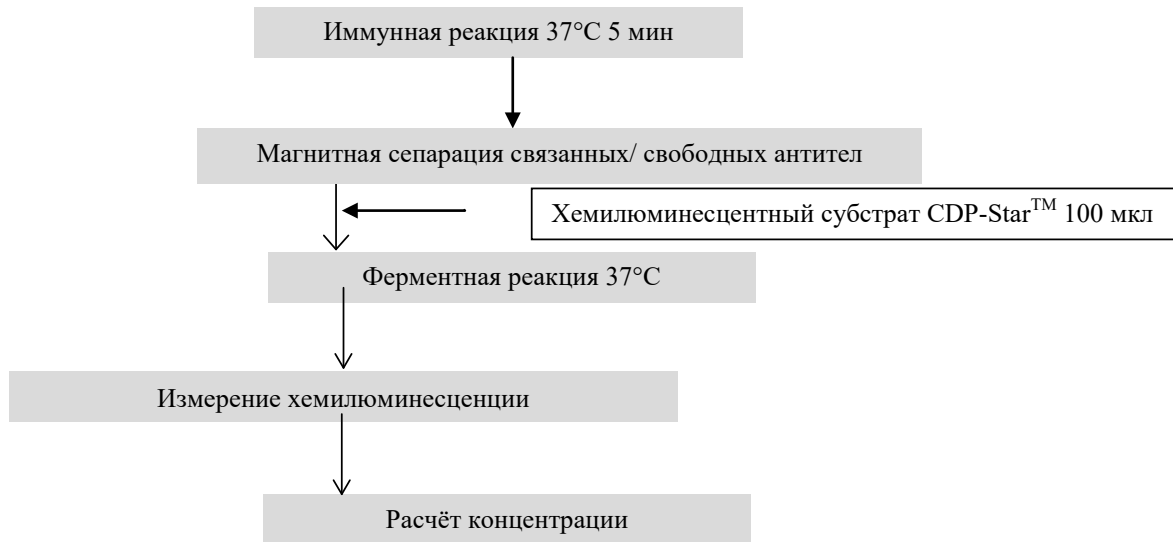 Иммунная реакция 37°C 5 мин
Магнитная сепарация связанных/ свободных антител
Хемилюминесцентный субстрат CDP-Star™ 100 мкл
Ферментная реакция 37°C
Измерение хемилюминесценции
Расчёт концентрации